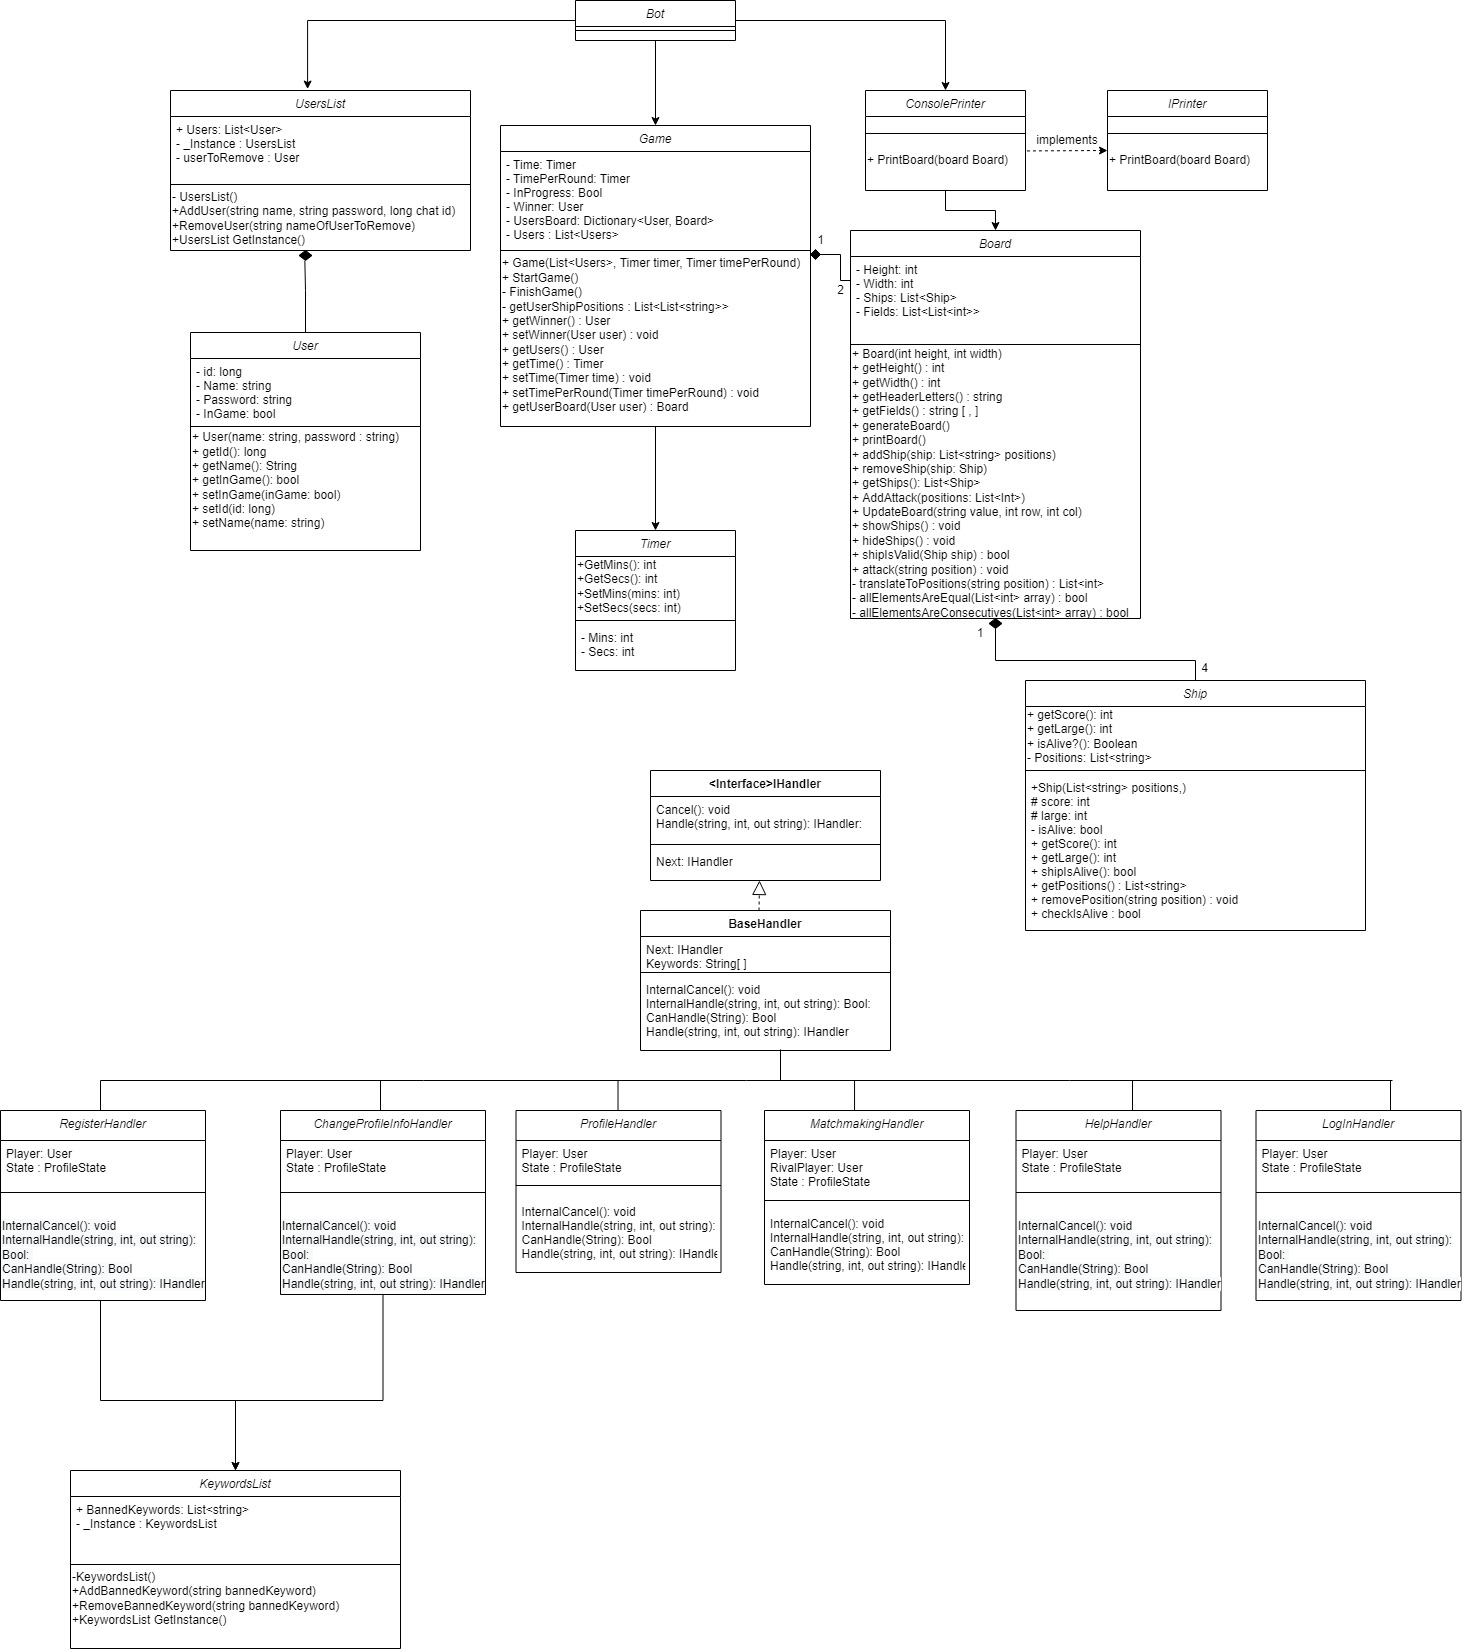 Bot
UsersList
+ Users: List<User>
- _Instance : UsersList
- userToRemove : User
- UsersList()
+AddUser(string name, string password, long chat id)
+RemoveUser(string nameOfUserToRemove)
+UsersList GetInstance()
User
- id: long
- Name: string
- Password: string
- InGame: bool
+ User(name: string, password : string)
+ getId(): long
+ getName(): String
+ getInGame(): bool
+ setInGame(inGame: bool)
+ setId(id: long)
+ setName(name: string)
Game
- Time: Timer
- TimePerRound: Timer
- InProgress: Bool
- Winner: User
- UsersBoard: Dictionary<User, Board>
- Users : List<Users>
+ Game(List<Users>, Timer timer, Timer timePerRound)
+ StartGame()
- FinishGame()
- getUserShipPositions : List<List<string>>
+ getWinner() : User
+ setWinner(User user) : void
+ getUsers() : User
+ getTime() : Timer
+ setTime(Timer time) : void
+ setTimePerRound(Timer timePerRound) : void
+ getUserBoard(User user) : Board
1
2
ConsolePrinter
+ PrintBoard(board Board)
implements
IPrinter
+ PrintBoard(board Board)
Board
- Height: int
- Width: int
- Ships: List<Ship>
- Fields: List<List<int>>
+ Board(int height, int width)
+ getHeight() : int
+ getWidth() : int
+ getHeaderLetters() : string
+ getFields() : string [ , ]
+ generateBoard()
+ printBoard()
+ addShip(ship: List<string> positions)
+ removeShip(ship: Ship)
+ getShips(): List<Ship>
+ AddAttack(positions: List<Int>)
+ UpdateBoard(string value, int row, int col)
+ showShips() : void
+ hideShips() : void
+ shipIsValid(Ship ship) : bool
+ attack(string position) : void
- translateToPositions(string position) : List<int>
- allElementsAreEqual(List<int> array) : bool
- allElementsAreConsecutives(List<int> array) : bool
1
4
Timer
+GetMins(): int
+GetSecs(): int
+SetMins(mins: int)
+SetSecs(secs: int)
- Mins: int
- Secs: int
Ship
+ getScore(): int
+ getLarge(): int
+ isAlive?(): Boolean
- Positions: List<string>
+Ship(List<string> positions,)
# score: int
# large: int
- isAlive: bool
+ getScore(): int
+ getLarge(): int
+ shipIsAlive(): bool
+ getPositions() : List<string>
+ removePosition(string position) : void
+ checkIsAlive : bool
<Interface>IHandler
Cancel(): void
Handle(string, int, out string): IHandler:
Next: IHandler
BaseHandler
Next: IHandler
Keywords: String[ ]
InternalCancel(): void
InternalHandle(string, int, out string): Bool:
CanHandle(String): Bool
Handle(string, int, out string): IHandler
RegisterHandler
Player: User
State : ProfileState
InternalCancel(): void
InternalHandle(string, int, out string):
Bool:
CanHandle(String): Bool
Handle(string, int, out string): IHandler
ChangeProfileInfoHandler
Player: User
State : ProfileState
InternalCancel(): void
InternalHandle(string, int, out string):
Bool:
CanHandle(String): Bool
Handle(string, int, out string): IHandler
ProfileHandler
Player: User
State : ProfileState
InternalCancel(): void
InternalHandle(string, int, out string):
CanHandle(String): Bool
Handle(string, int, out string): IHandle
MatchmakingHandler
Player: User
RivalPlayer: User
State : ProfileState
InternalCancel(): void
InternalHandle(string, int, out string):
CanHandle(String): Bool
Handle(string, int, out string): IHandle
HelpHandler
Player: User
State : ProfileState
InternalCancel(): void
InternalHandle(string, int, out string):
Bool:
CanHandle(String): Bool
Handle(string, int, out string): IHandler
LogInHandler
Player: User
State : ProfileState
InternalCancel(): void
InternalHandle(string, int, out string):
Bool:
CanHandle(String): Bool
Handle(string, int, out string): IHandler
KeywordsList
+ BannedKeywords: List<string>
- _Instance : KeywordsList
-KeywordsList()
+AddBannedKeyword(string bannedKeyword)
+RemoveBannedKeyword(string bannedKeyword)
+KeywordsList GetInstance()